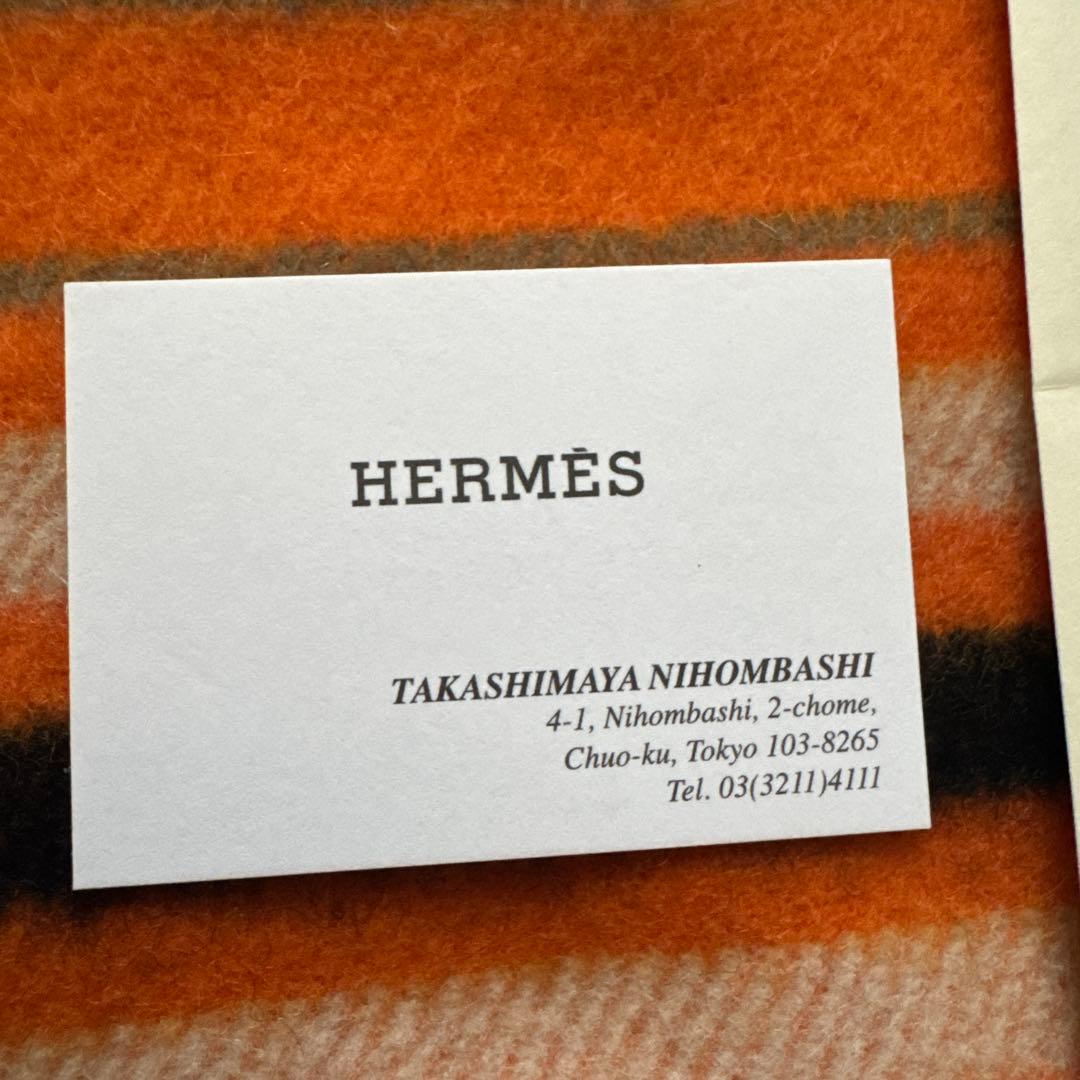 HERMÈS
TAKASHIMAYA NIHOMBASHI
4-1, Nihombashi, 2-chome,
Chuo-ku, Tokyo 103-8265
Tel. 03(3211)4111